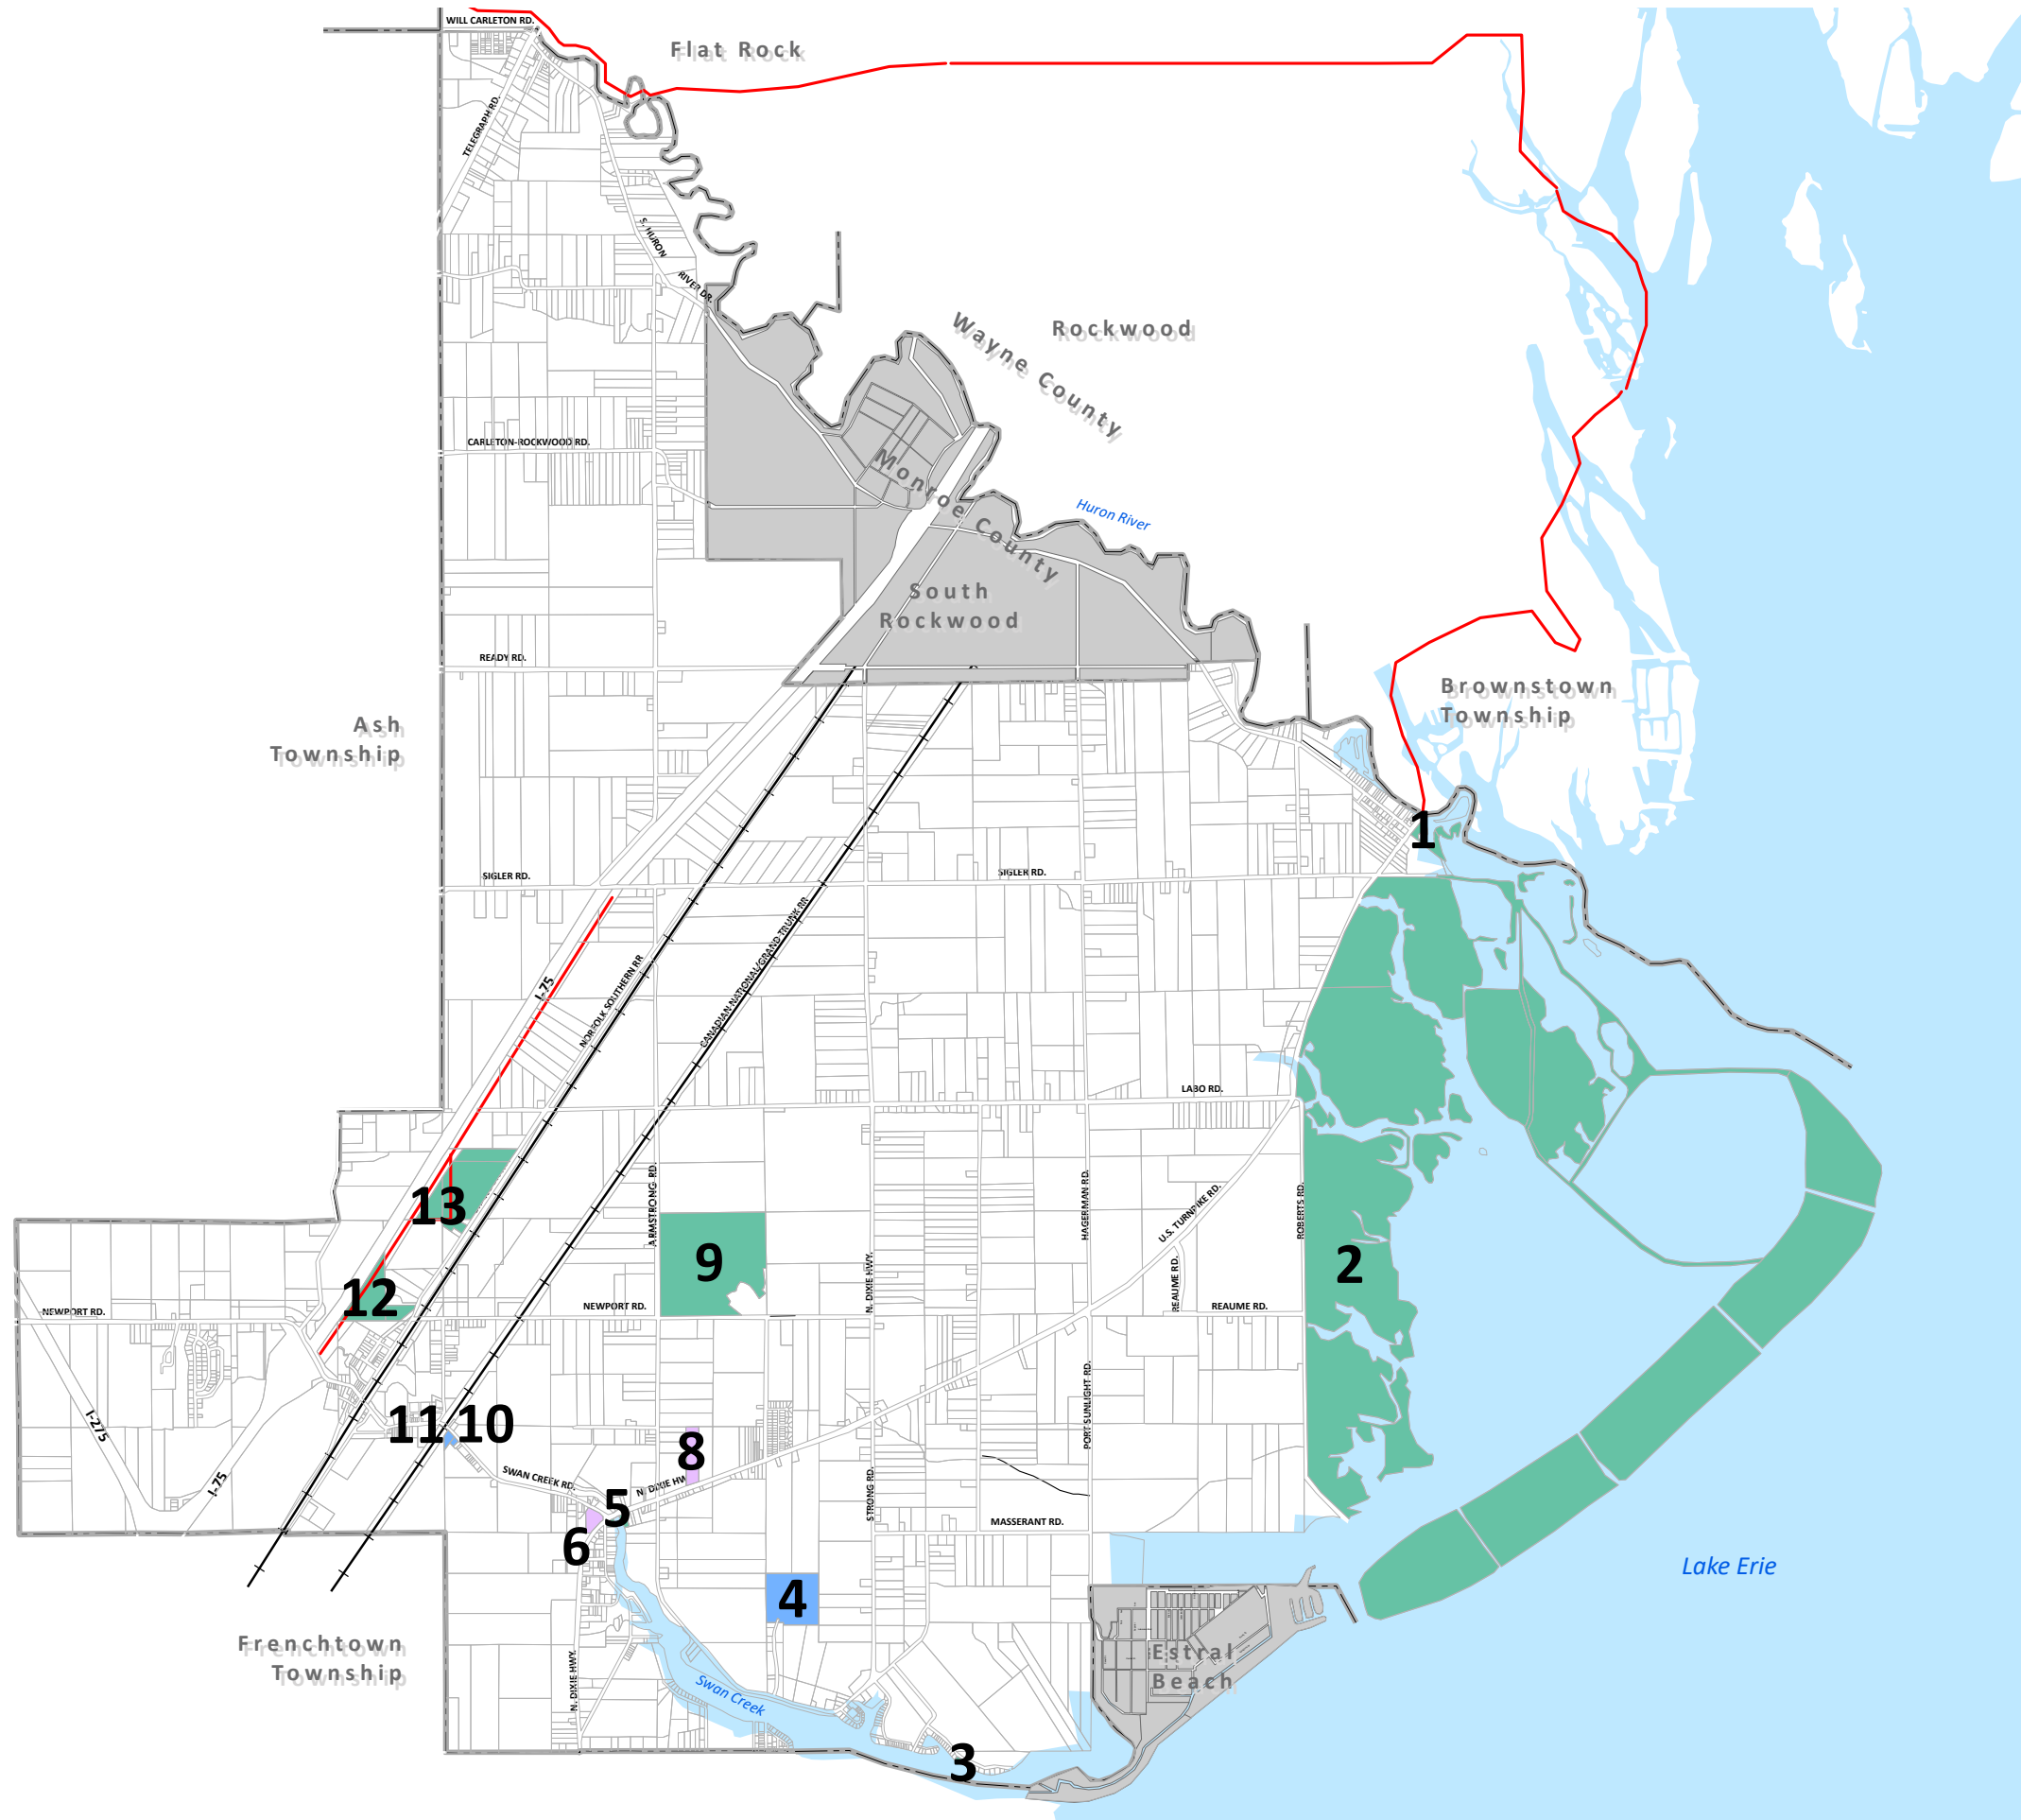 WILL CARLETON RD.
Flat Rock
TELEGRAPH RD.
S. HURON
RIVER DR.
Wayne County
Rockwood
CARLETON-ROCKWOOD RD.
Monroe County
Huron River
South
Rockwood
READY RD.
Brownstown
Township
Ash
Township
1
SIGLER RD.
SIGLER RD.
I-75
NORFOLK SOUTHERN RR
CANADIAN NATIONAL/GRAND TRUNK RR
LABO RD.
13
ARMSTRONG RD.
HAGERMAN RD.
U.S. TURNPIKE RD.
ROBERTS RD.
9
2
12
N. DIXIE HWY.
REAUME RD.
NEWPORT RD.
NEWPORT RD.
REAUME RD.
I-275
11
10
8
PORT SUNLIGHT RD.
I-75
SWAN CREEK RD.
N. DIXIE HW
5
STRONG RD.
MASSERANT RD.
6
Lake Erie
4
Frenchtown
Township
Estral
Beach
N. DIXIE HWY.
Swan Creek
3